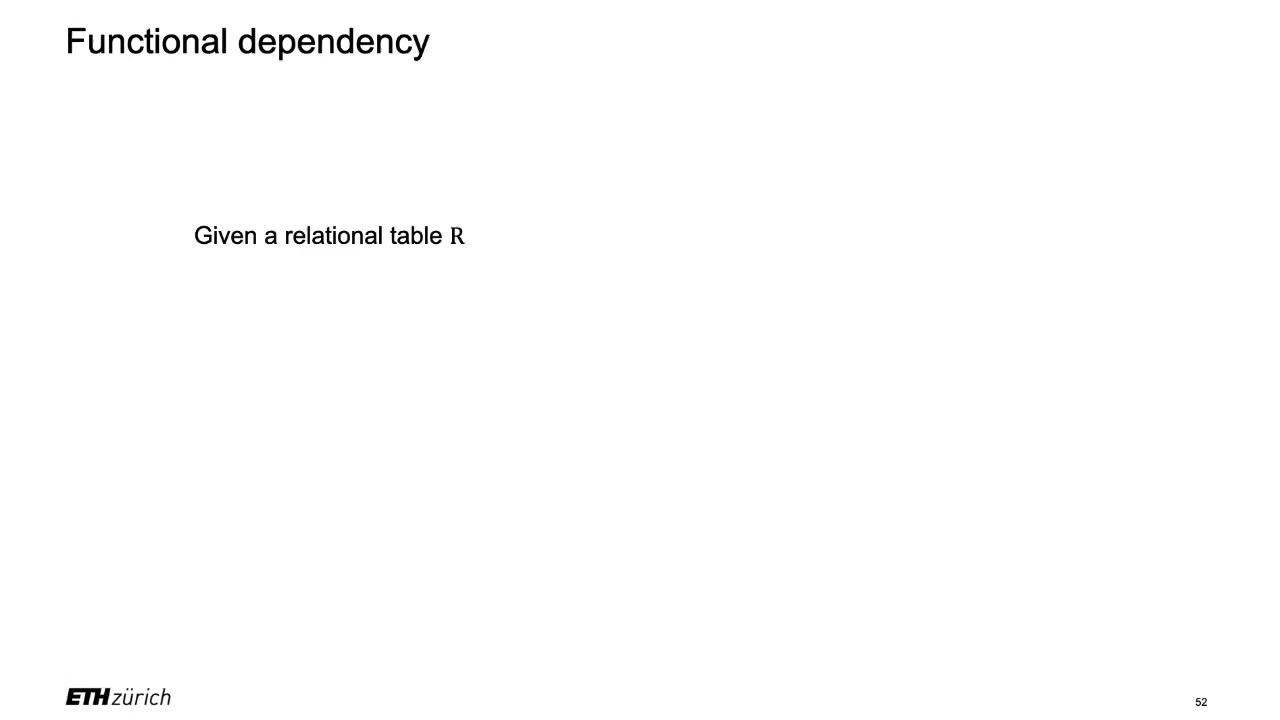 Functional dependency
Given a relational table R
ETH zürich
52